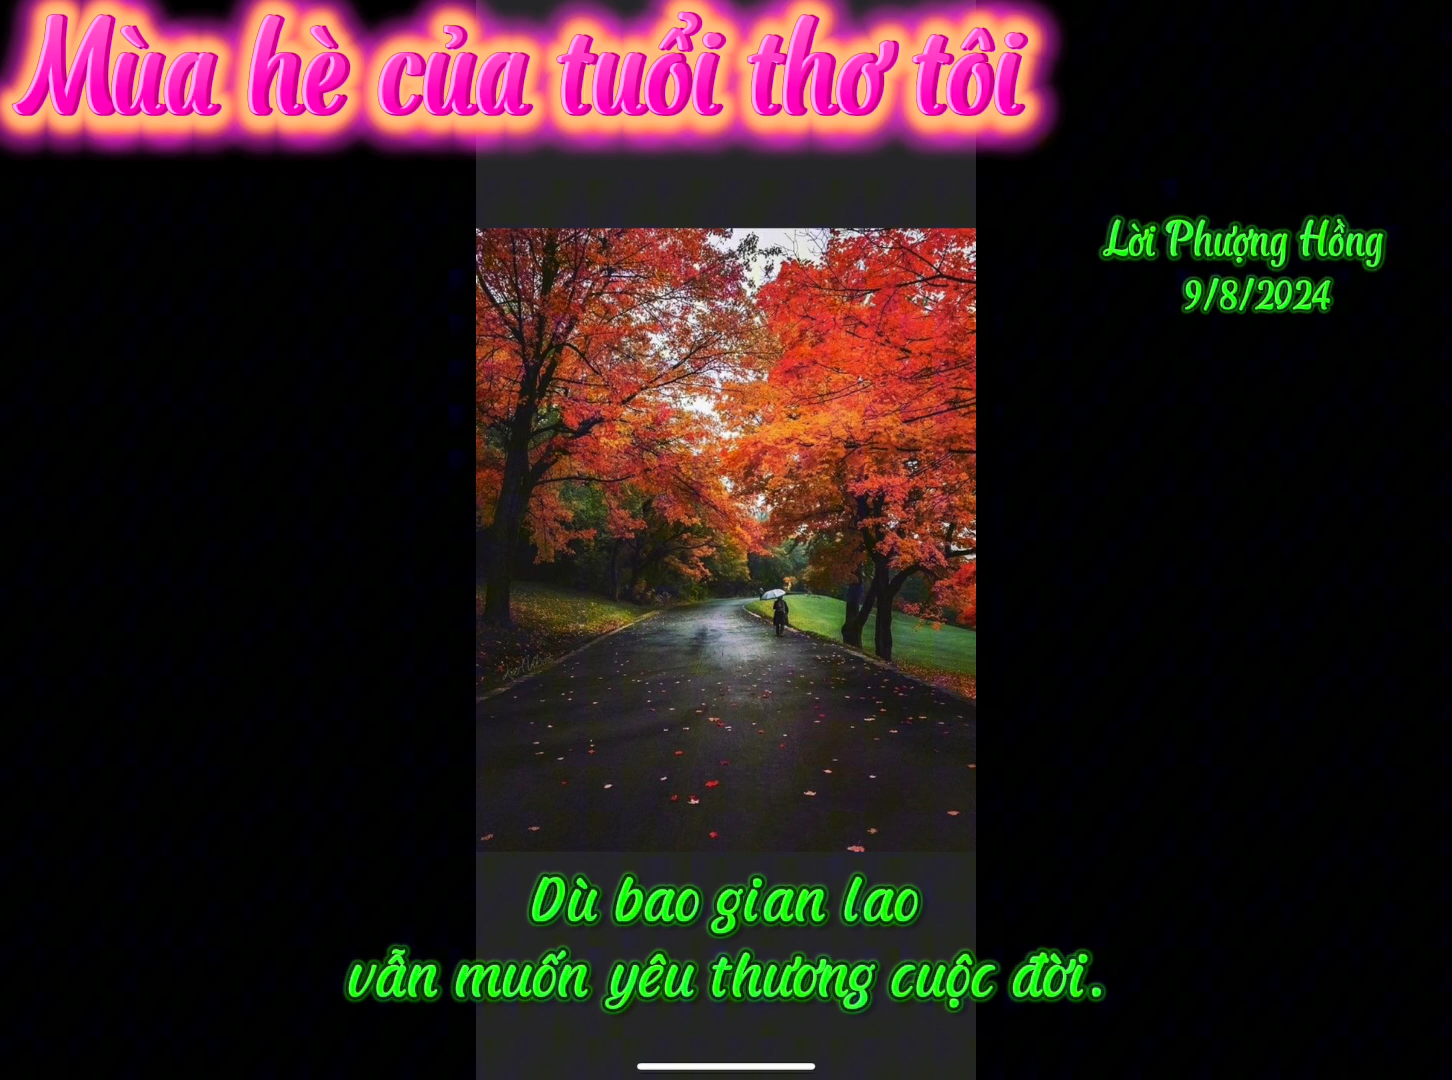 Mùa hè của tuổi thơ tôi
Lời Phượng Hồng
9/8/2024
Dù bao gian lao
vẫn muốn yêu thương cuộc đời.